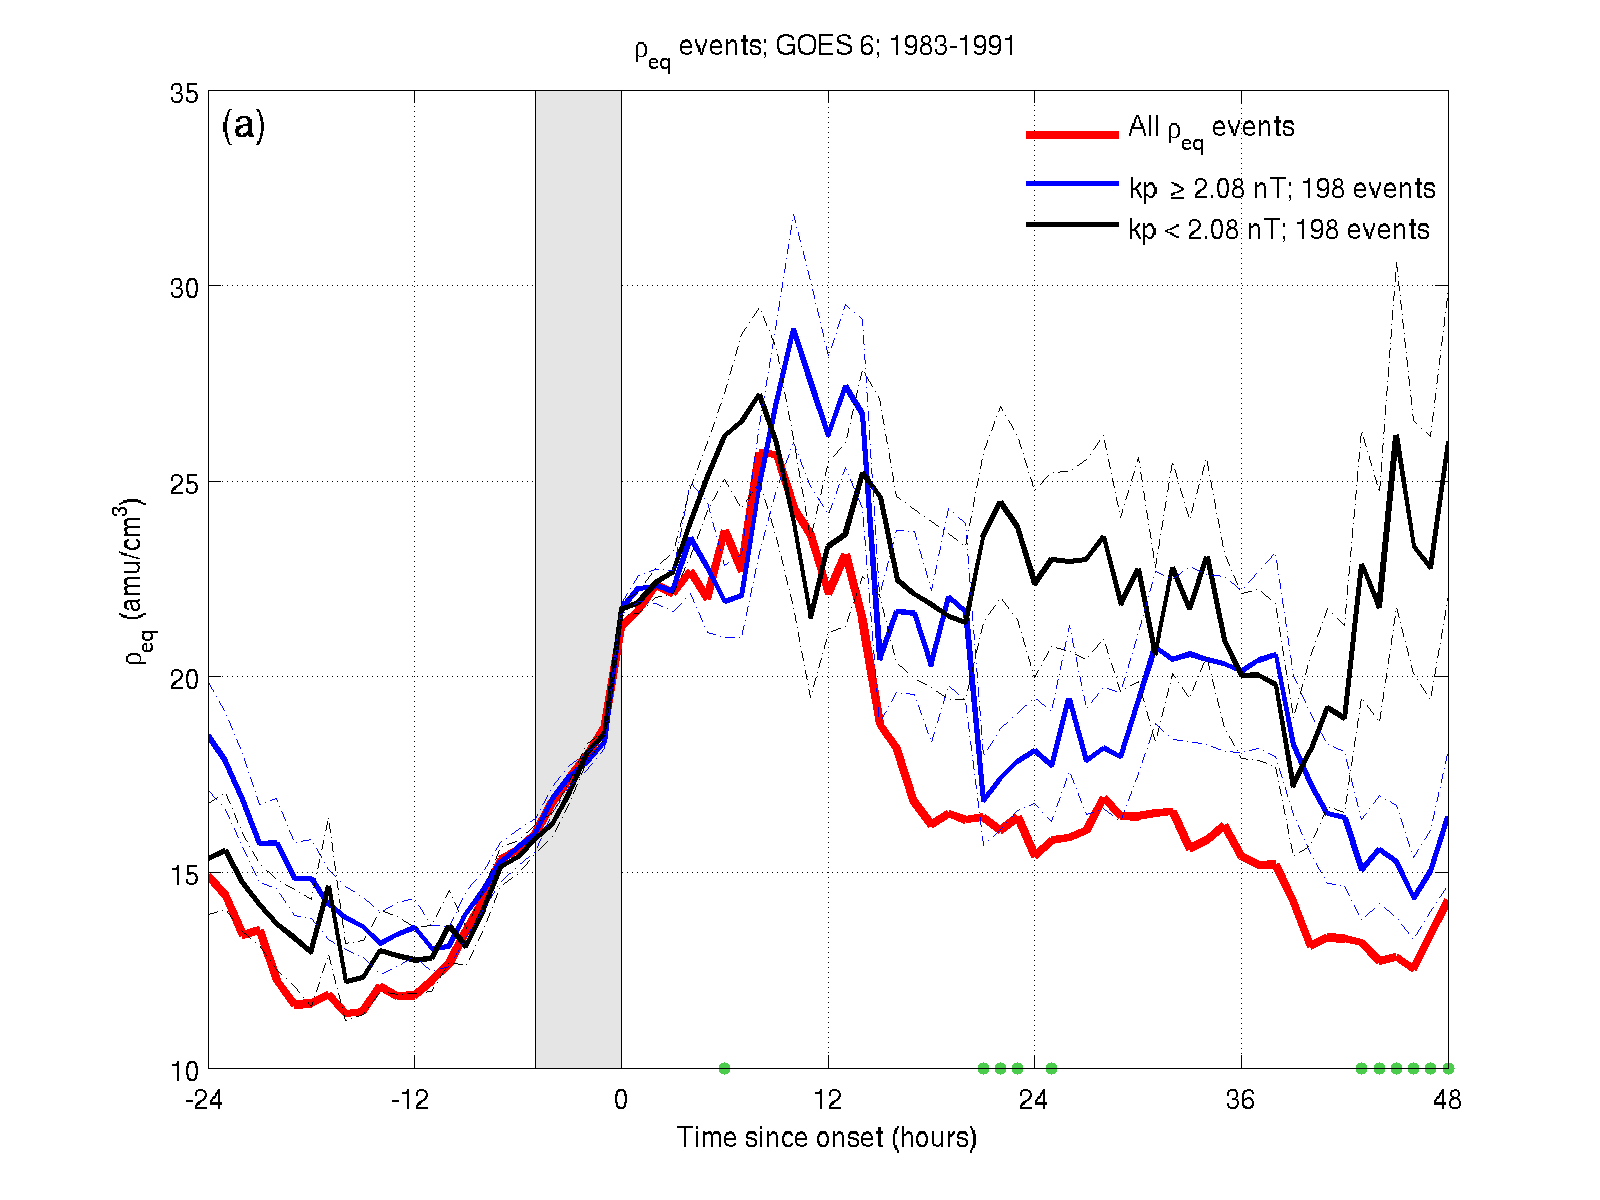 ρeq events; GOES 6; 1983-1991
(a)
All ρeq events
kp ≥ 2.08 nT; 198 events
kp < 2.08 nT; 198 events
35
30
25
20
15
10
ρeq (amu/cm3)
-24 -12 0 12 24 36 48
Time since onset (hours)